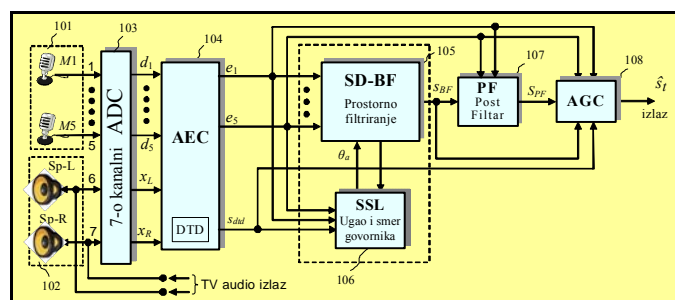 101
103
104
105
107
108
M1
1
M5
5
Sp-L
6
Sp-R
7
102
7-o kanalni ADC
d1
d5
xL
xR
AEC
DTD
e1
e5
sdtd
SD-BF
Prostorno
filtriranje
θa
SSL
Ugao i smer
govornika
106
sBF
PF
Post
Filtar
SPF
AGC
ŝt
izlaz
TV audio izlaz